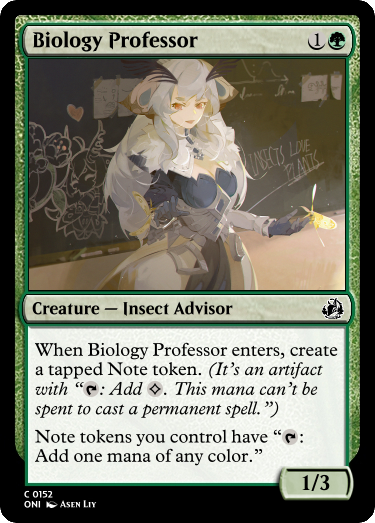 Biology Professor 1
INSECTS LOVE
PLANTS
Creature — Insect Advisor
When Biology Professor enters, create
a tapped Note token. (It's an artifact
with “: Add . This mana can't be
spent to cast a permanent spell.”)
Note tokens you control have “:
Add one mana of any color.”
1/3
C 0152
ONI Asen Liy